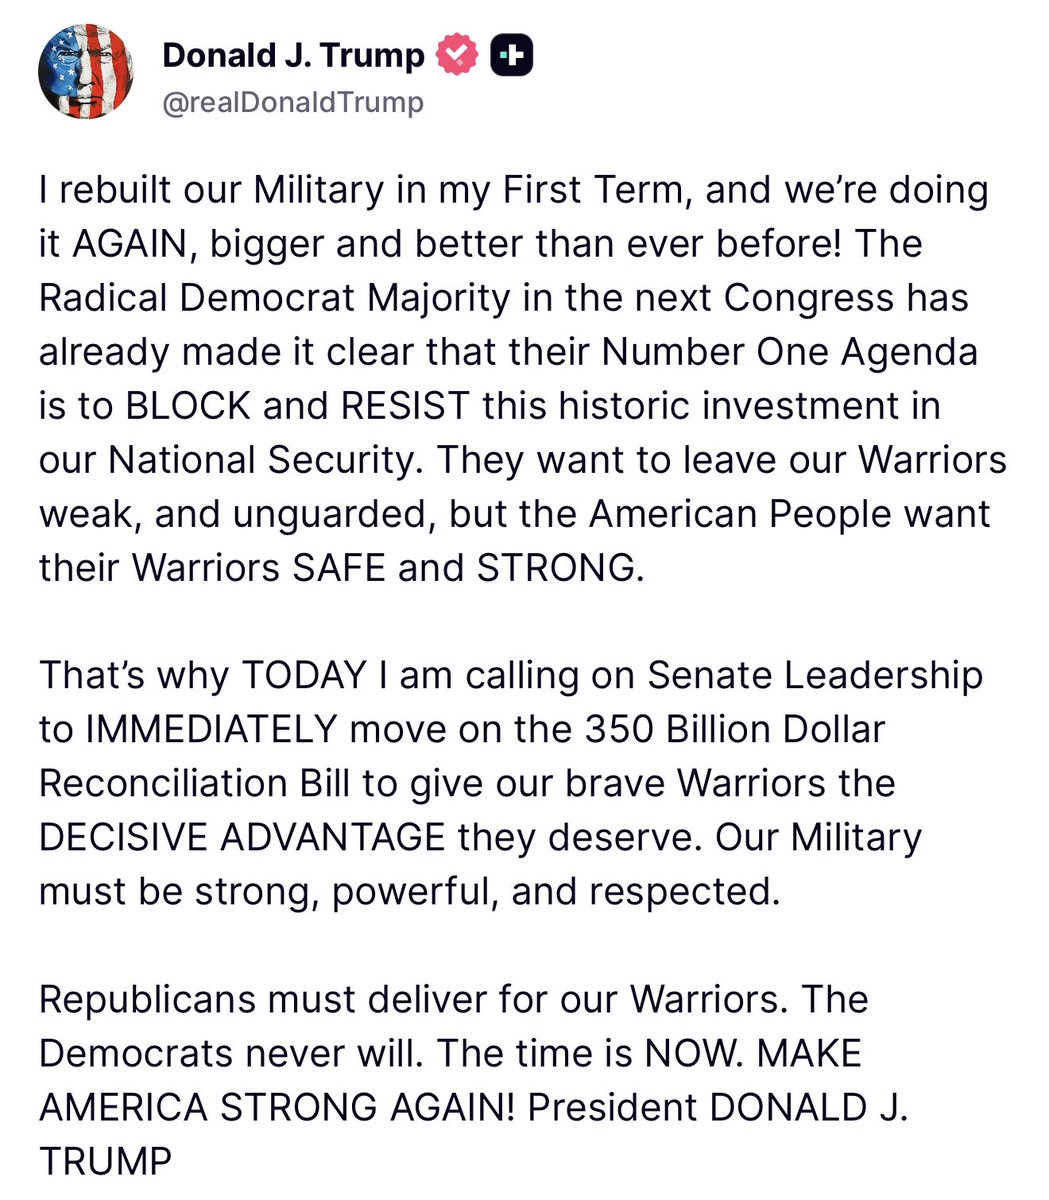 Donald J. Trump
@realDonaldTrump
I rebuilt our Military in my First Term, and we’re doing
it AGAIN, bigger and better than ever before! The
Radical Democrat Majority in the next Congress has
already made it clear that their Number One Agenda
is to BLOCK and RESIST this historic investment in
our National Security. They want to leave our Warriors
weak, and unguarded, but the American People want
their Warriors SAFE and STRONG.
That’s why TODAY I am calling on Senate Leadership
to IMMEDIATELY move on the 350 Billion Dollar
Reconciliation Bill to give our brave Warriors the
DECISIVE ADVANTAGE they deserve. Our Military
must be strong, powerful, and respected.
Republicans must deliver for our Warriors. The
Democrats never will. The time is NOW. MAKE
AMERICA STRONG AGAIN! President DONALD J.
TRUMP